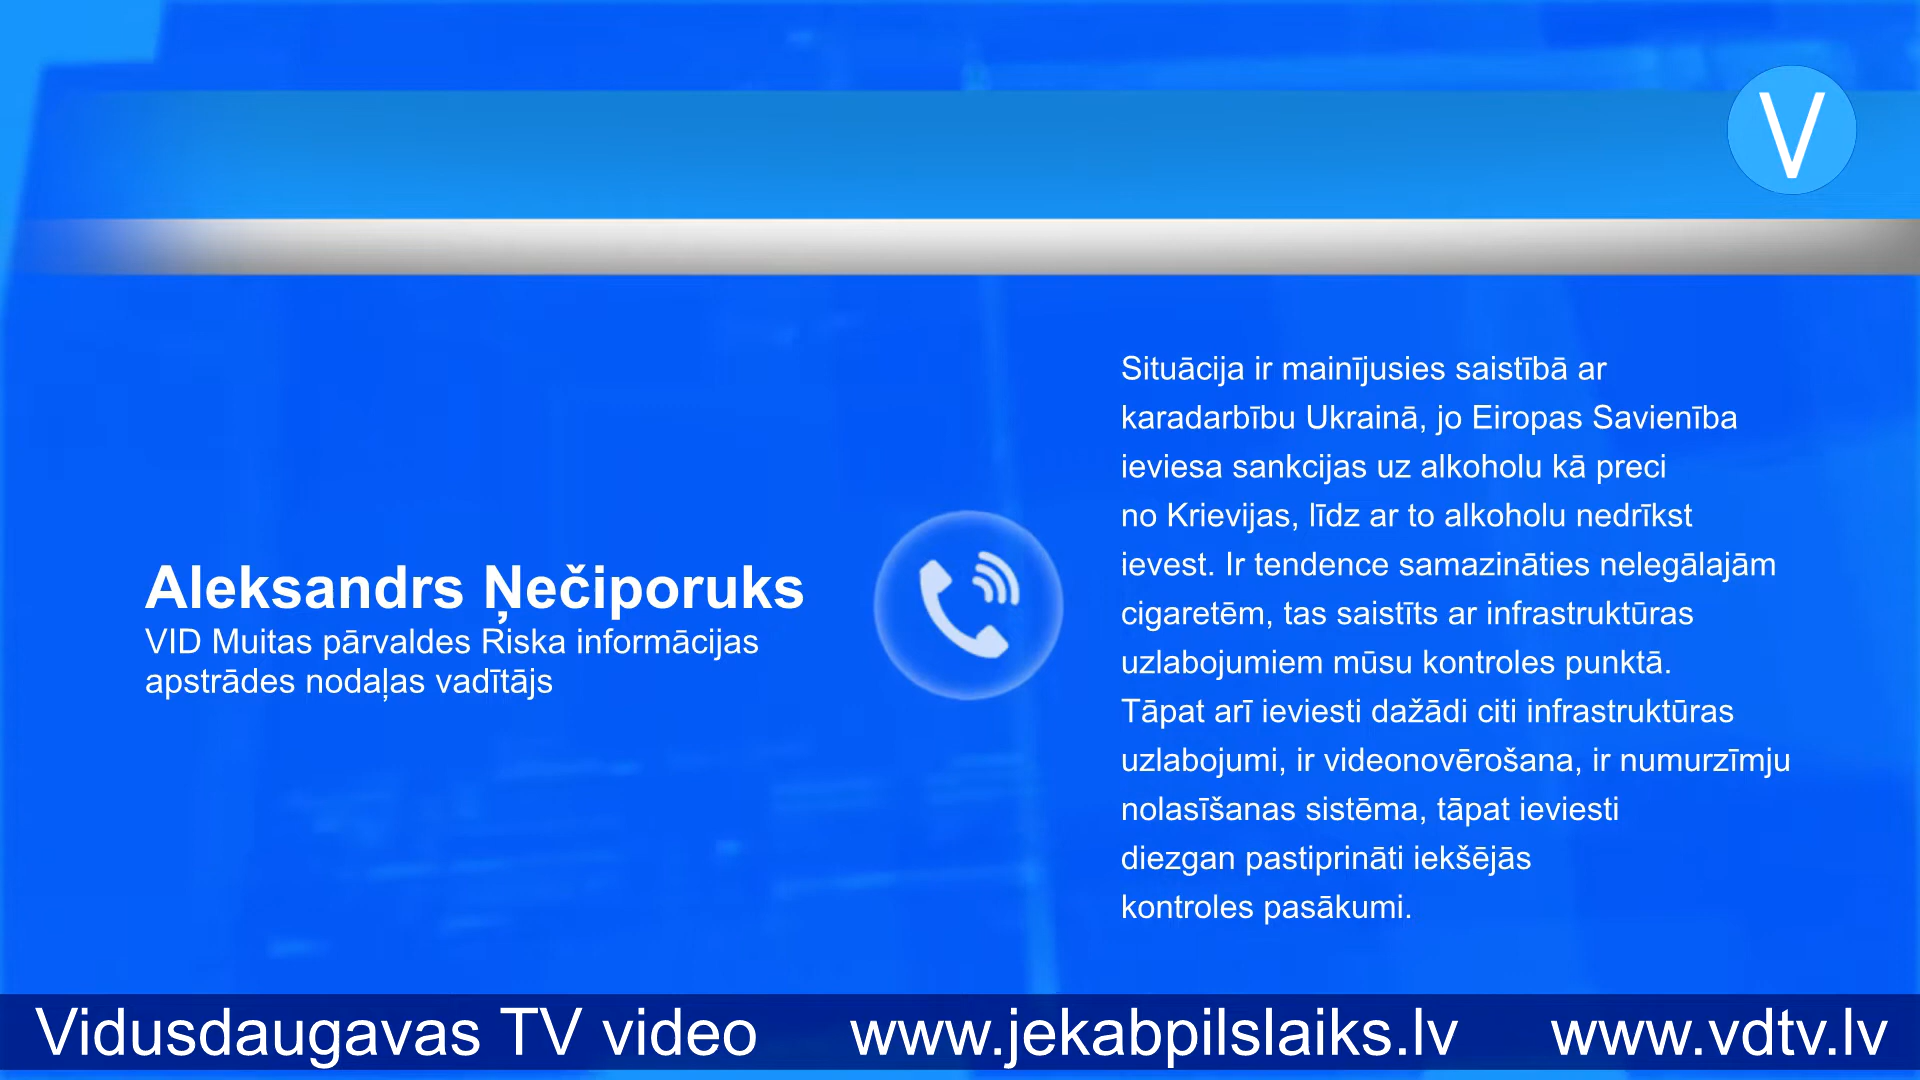 V
Aleksandrs Ņečiporuks
VID Muitas pārvaldes Riska informācijas
apstrādes nodaļas vadītājs
Situācija ir mainījusies saistībā ar
karadarbību Ukrainā, jo Eiropas Savienība
ieviesa sankcijas uz alkoholu kā preci
no Krievijas, līdz ar to alkoholu nedrīkst
ievest. Ir tendence samazināties nelegālajām
cigaretēm, tas saistīts ar infrastruktūras
uzlabojumiem mūsu kontroles punktā.
Tāpat arī ieviesti dažādi citi infrastruktūras
uzlabojumi, ir videonovērošana, ir numurzīmju
nolasīšanas sistēma, tāpat ieviesti
diezgan pastiprināti iekšējās
kontroles pasākumi.
Vidusdaugavas TV video www.jekabpilslaiks.lv www.vdtv.lv